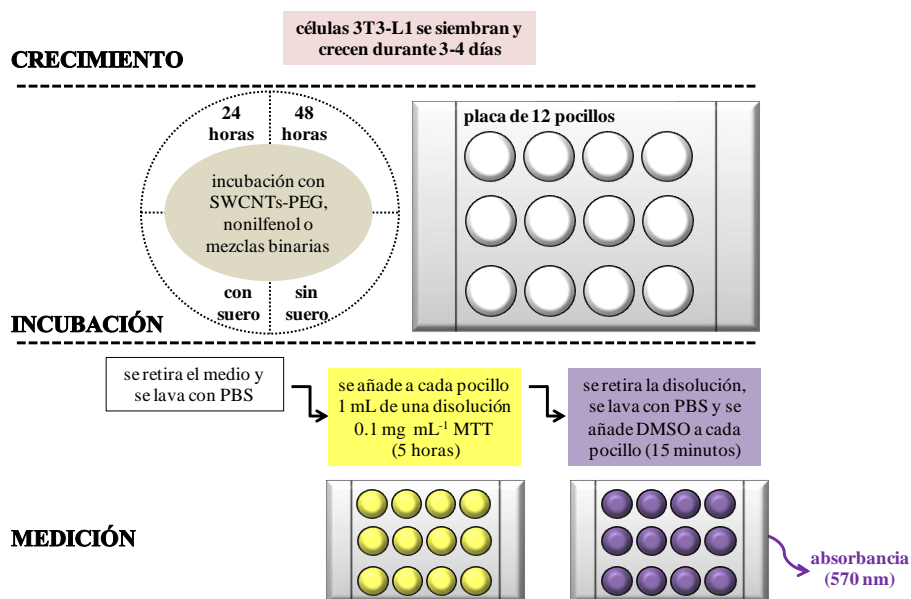 células 3T3-L1 se siembran y
crecen durante 3-4 días
CRECIMIENTO
24
horas
48
horas
incubación con
SWCNTs-PEG,
nonilfenol o
mezclas binarias
con
suero
sin
suero
placa de 12 pocillos
INCUBACIÓN
se retira el medio y
se lava con PBS
se añade a cada pocillo
1 mL de una disolución
0.1 mg mL⁻¹ MTT
(5 horas)
se retira la disolución,
se lava con PBS y se
añade DMSO a cada
pocillo (15 minutos)
MEDICIÓN
absorbancia
(570 nm)